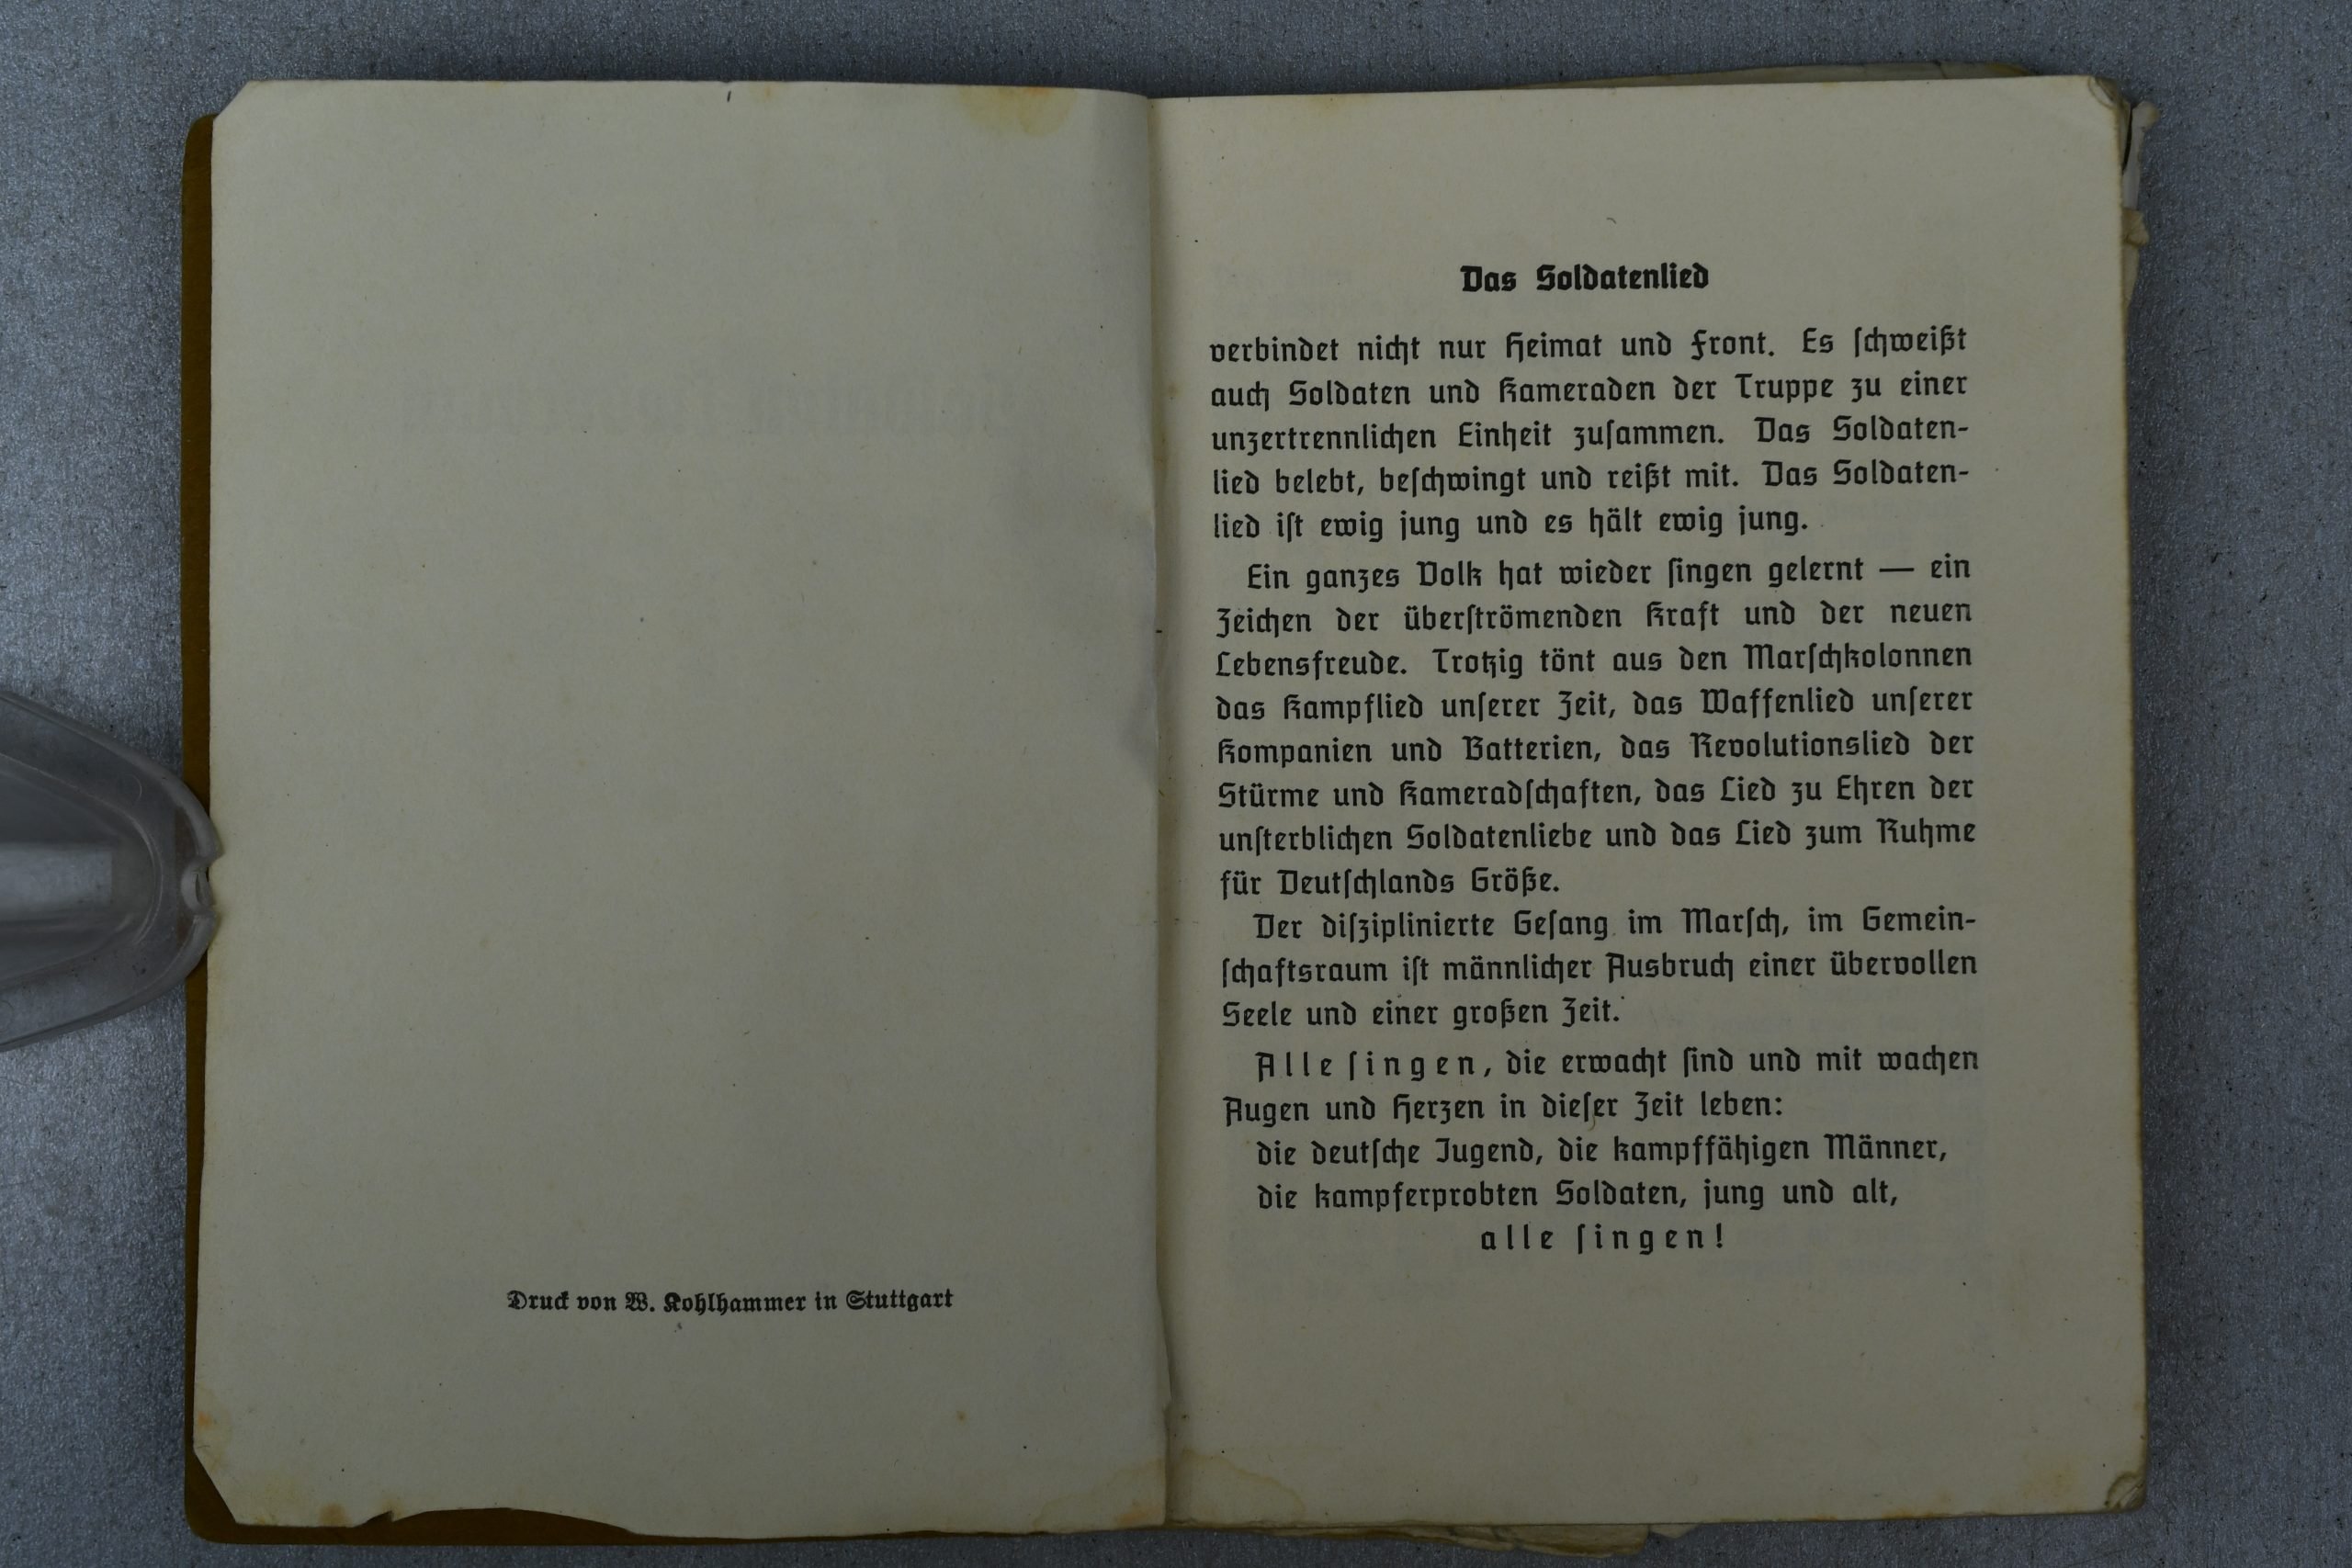 Druck von W. Kohlhammer in Stuttgart
Das Soldatenlied
verbindet nicht nur Heimat und Front. Es ſchweißt
auch Soldaten und Kameraden der Truppe zu einer
unzertrennlichen Einheit zuſammen. Das Soldaten-
lied belebt, beſchwingt und reißt mit. Das Soldaten-
lied iſt ewig jung und es hält ewig jung.
Ein ganzes Volk hat wieder ſingen gelernt — ein
Zeichen der überſtrömenden Kraft und der neuen
Lebensfreude. Trotzig tönt aus den Marſchkolonnen
das Kampflied unſerer Zeit, das Waffenlied unſerer
Kompanien und Batterien, das Revolutionslied der
Stürme und Kameradſchaften, das Lied zu Ehren der
unſterblichen Soldatenliebe und das Lied zum Ruhme
für Deutſchlands Größe.
Der diſziplinierte Geſang im Marſch, im Gemein-
ſchaftsraum iſt männlicher Ausbruch einer übervollen
Seele und einer großen Zeit.
Alle ſingen, die erwacht ſind und mit wachen
Augen und Herzen in dieſer Zeit leben:
die deutſche Jugend, die kampffähigen Männer,
die kampferprobten Soldaten, jung und alt,
alle ſingen!